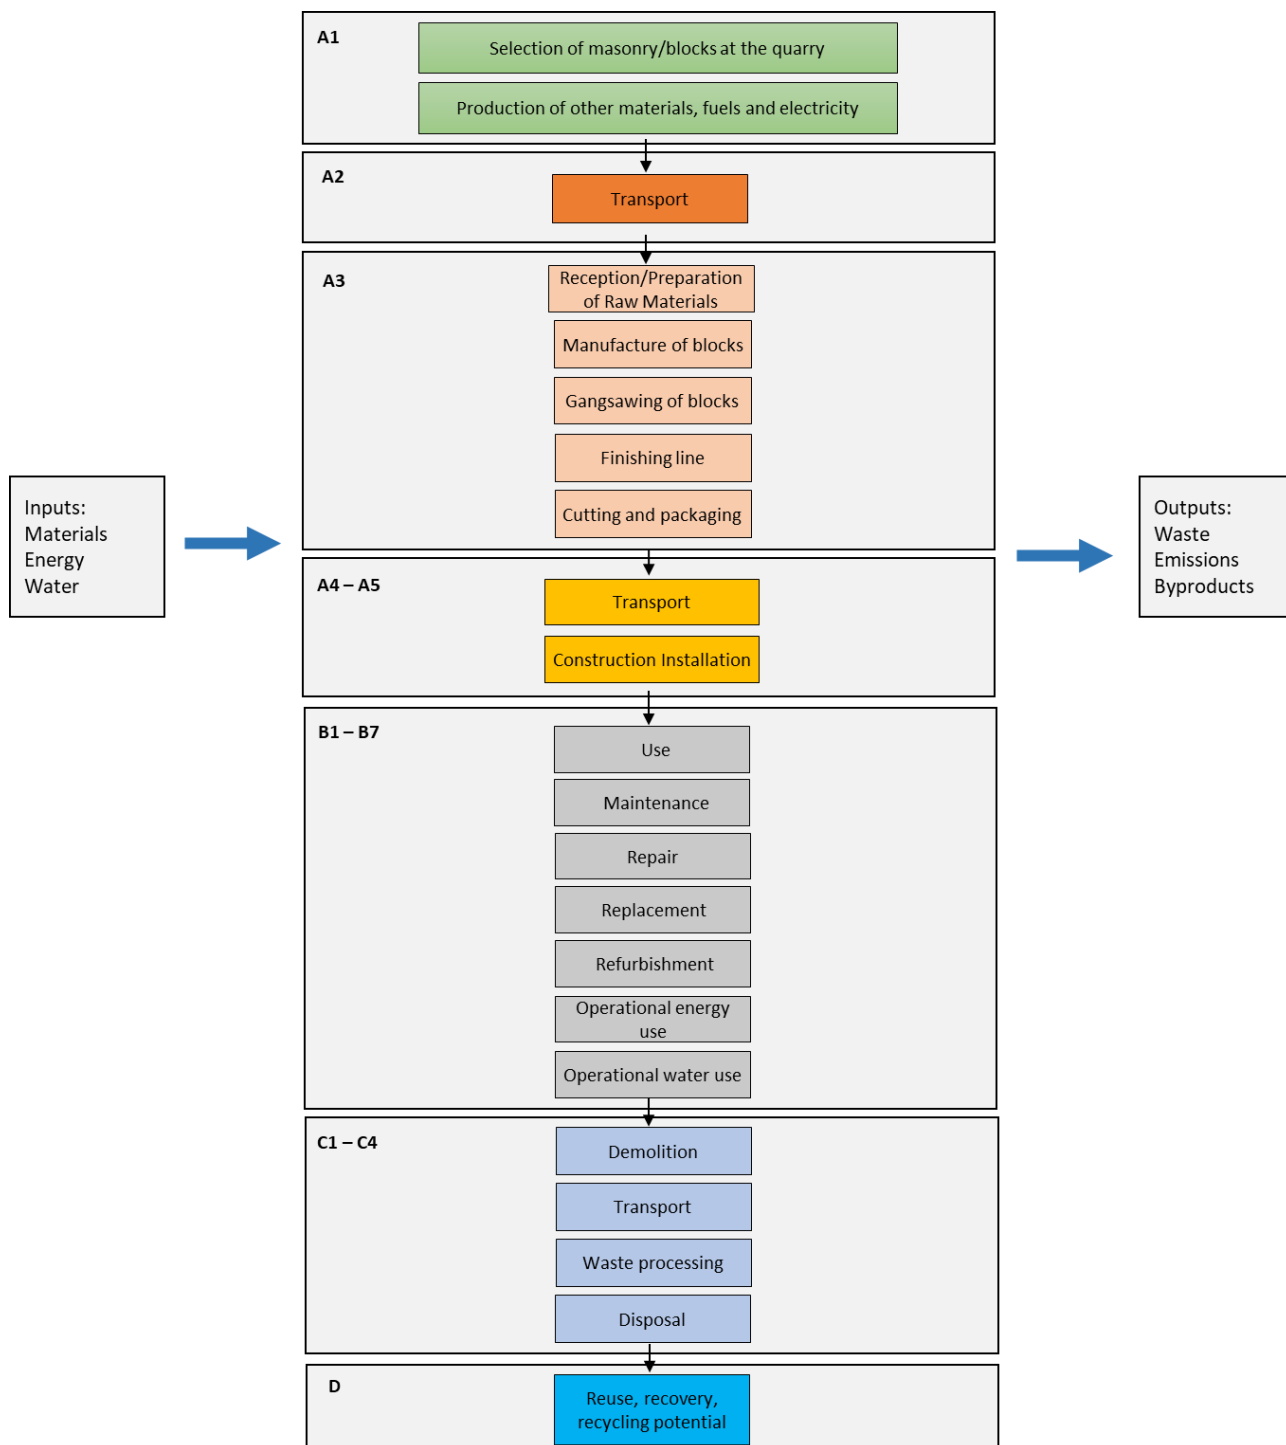 A1
Selection of masonry/blocks at the quarry
Production of other materials, fuels and electricity
A2
Transport
A3
Reception/Preparation
of Raw Materials
Manufacture of blocks
Gangsawing of blocks
Finishing line
Cutting and packaging
Inputs:
Materials
Energy
Water
Outputs:
Waste
Emissions
Byproducts
A4 – A5
Transport
Construction Installation
B1 – B7
Use
Maintenance
Repair
Replacement
Refurbishment
Operational energy
use
Operational water use
C1 – C4
Demolition
Transport
Waste processing
Disposal
D
Reuse, recovery,
recycling potential